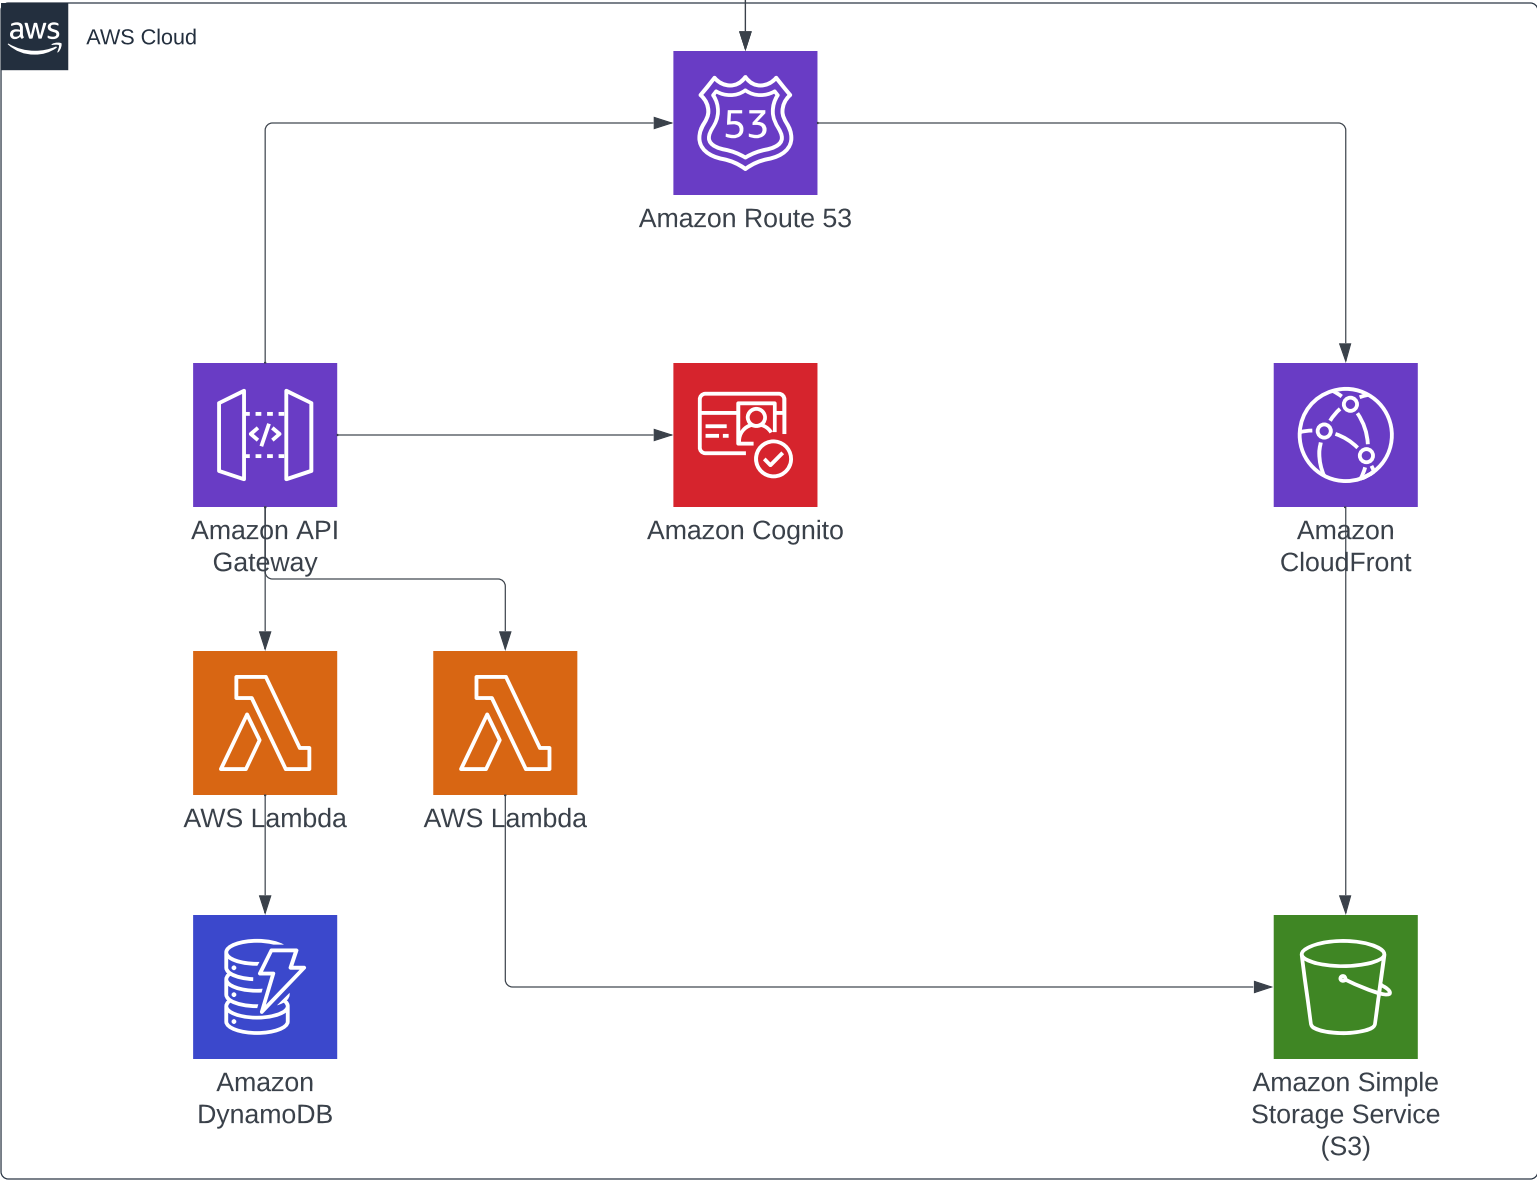 aws
AWS Cloud
53
Amazon Route 53
Amazon API
Gateway
Amazon Cognito
Amazon
CloudFront
AWS Lambda
AWS Lambda
Amazon
DynamoDB
Amazon Simple
Storage Service
(S3)